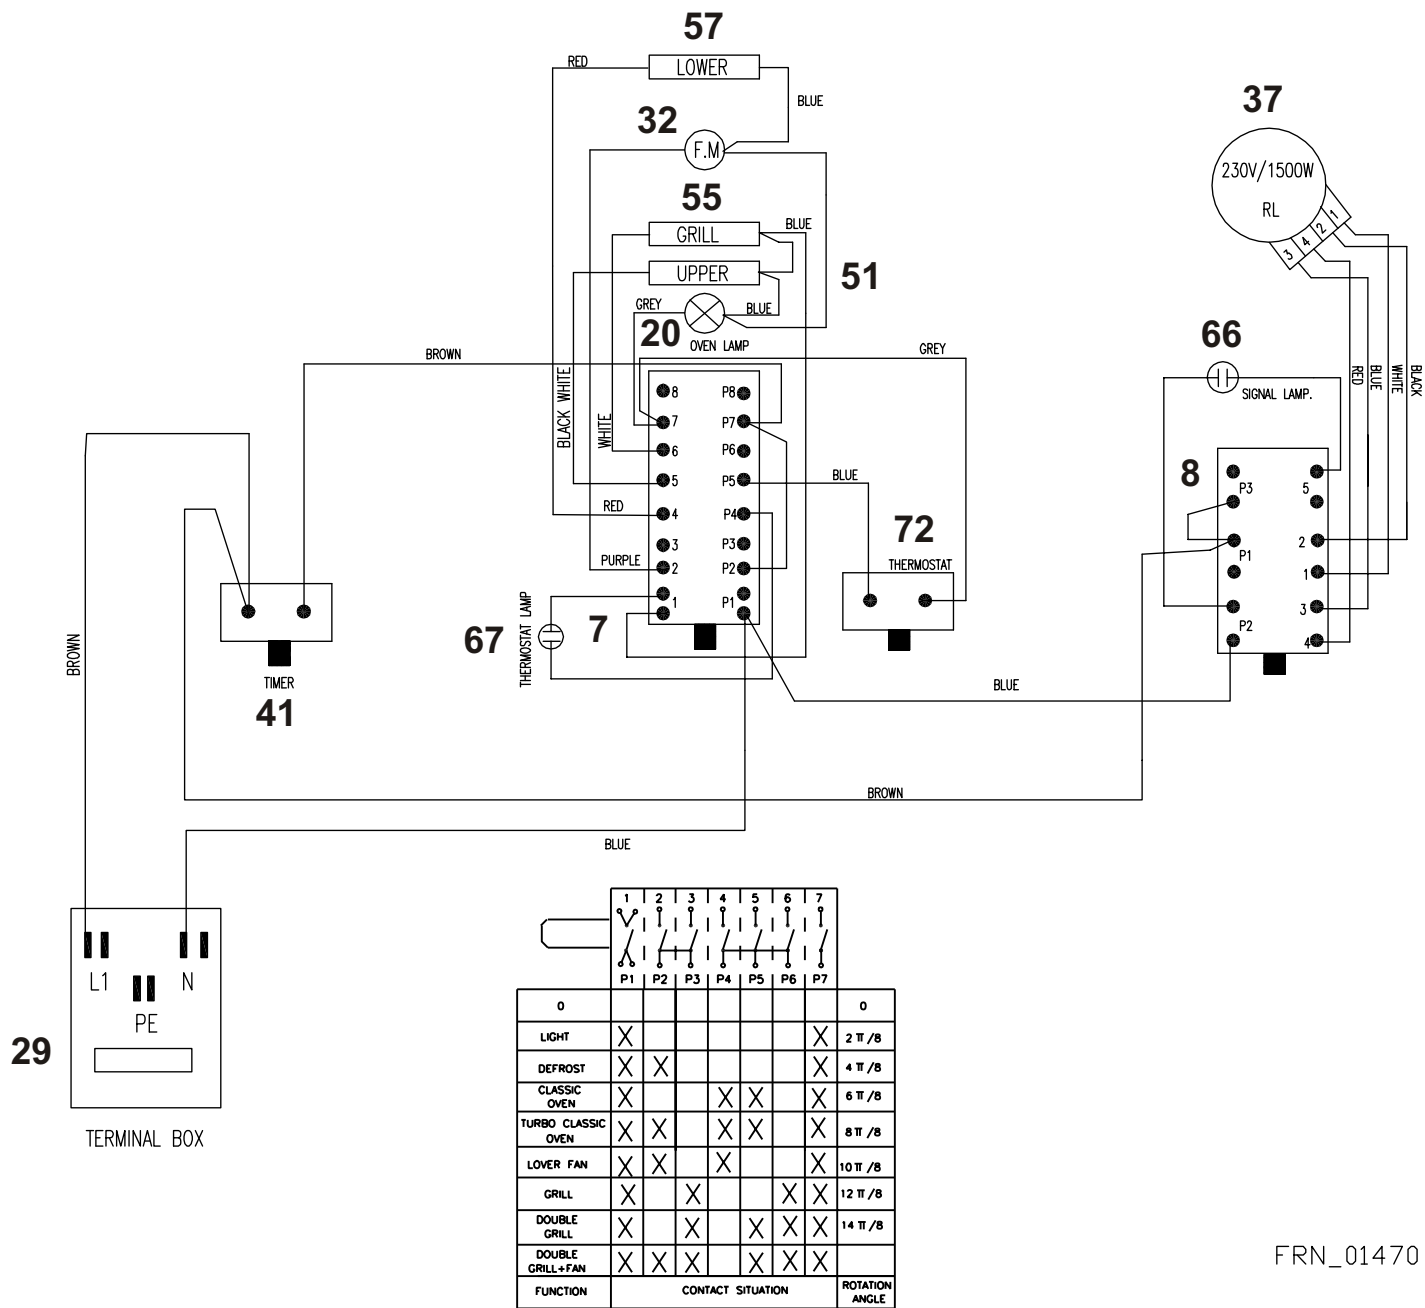 57
RED
LOWER
BLUE
32
F.M
37
230V/1500W
RL
1
2
4
3
55
BLUE
GRILL
UPPER
51
GREY
BLUE
20
OVEN LAMP
BROWN
GREY
66
SIGNAL LAMP.
RED
BLUE
WHITE
BLACK
BLACK WHITE
WHITE
8 P8
7 P7
6 P6
5 P5
4 P4
3 P3
2 P2
1 P1
BLUE
RED
PURPLE
8
P3 5
2
P1
1
3
P2
4
72
THERMOSTAT
67
THERMOSTAT LAMP
7
BROWN
TIMER
41
BLUE
BROWN
BLUE
L1
N
PE
29
TERMINAL BOX
1 2 3 4 5 6 7
P1 P2 P3 P4 P5 P6 P7
0 0
LIGHT X X 2 π /8
DEFROST X X X 4 π /8
CLASSIC
OVEN X X X X 6 π /8
TURBO CLASSIC
OVEN X X X X X 8 π /8
LOVER FAN X X X X 10 π /8
GRILL X X X X 12 π /8
DOUBLE
GRILL X X X X X 14 π /8
DOUBLE
GRILL+FAN X X X X X X
FUNCTION CONTACT SITUATION ROTATION
ANGLE
FRN_01470